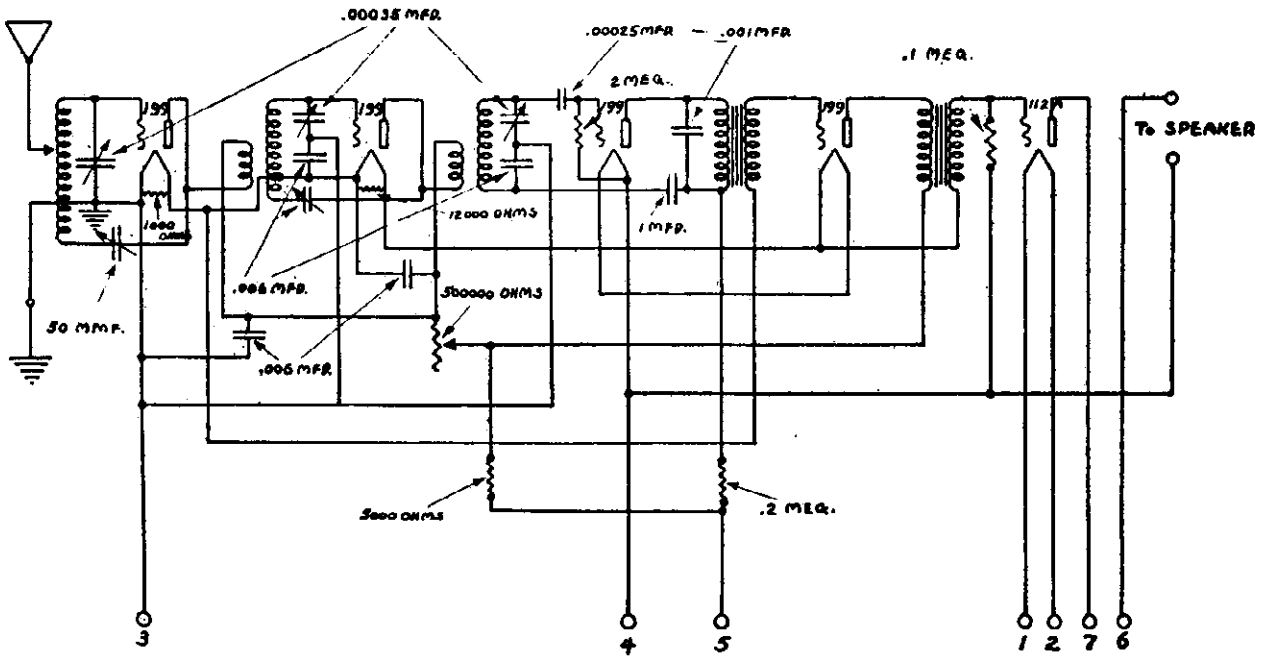 .00035 MFD.
.00025 MFD - .001 MFD
.1 MEG.
2 MEG.
199
199
199
199
112A
TO SPEAKER
1000
OHMS
12000 OHMS
1 MFD.
.006 MFD.
500000 OHMS
50 MMF.
.006 MFD
5000 OHMS
.2 MEG.
3
4
5
1
2
7
6